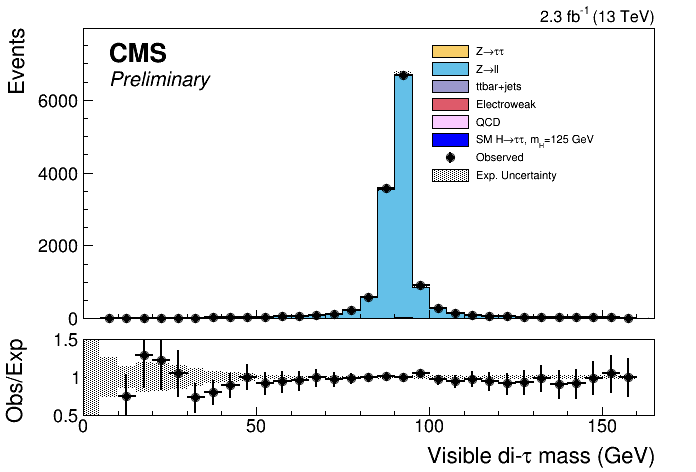 2.3 fb⁻¹ (13 TeV)
Events
CMS
Preliminary
Z→ττ
Z→ll
ttbar+jets
Electroweak
QCD
SM H→ττ, m_H=125 GeV
Observed
Exp. Uncertainty
6000
4000
2000
0
Obs/Exp
1.5
1
0.5
0 50 100 150
Visible di-τ mass (GeV)